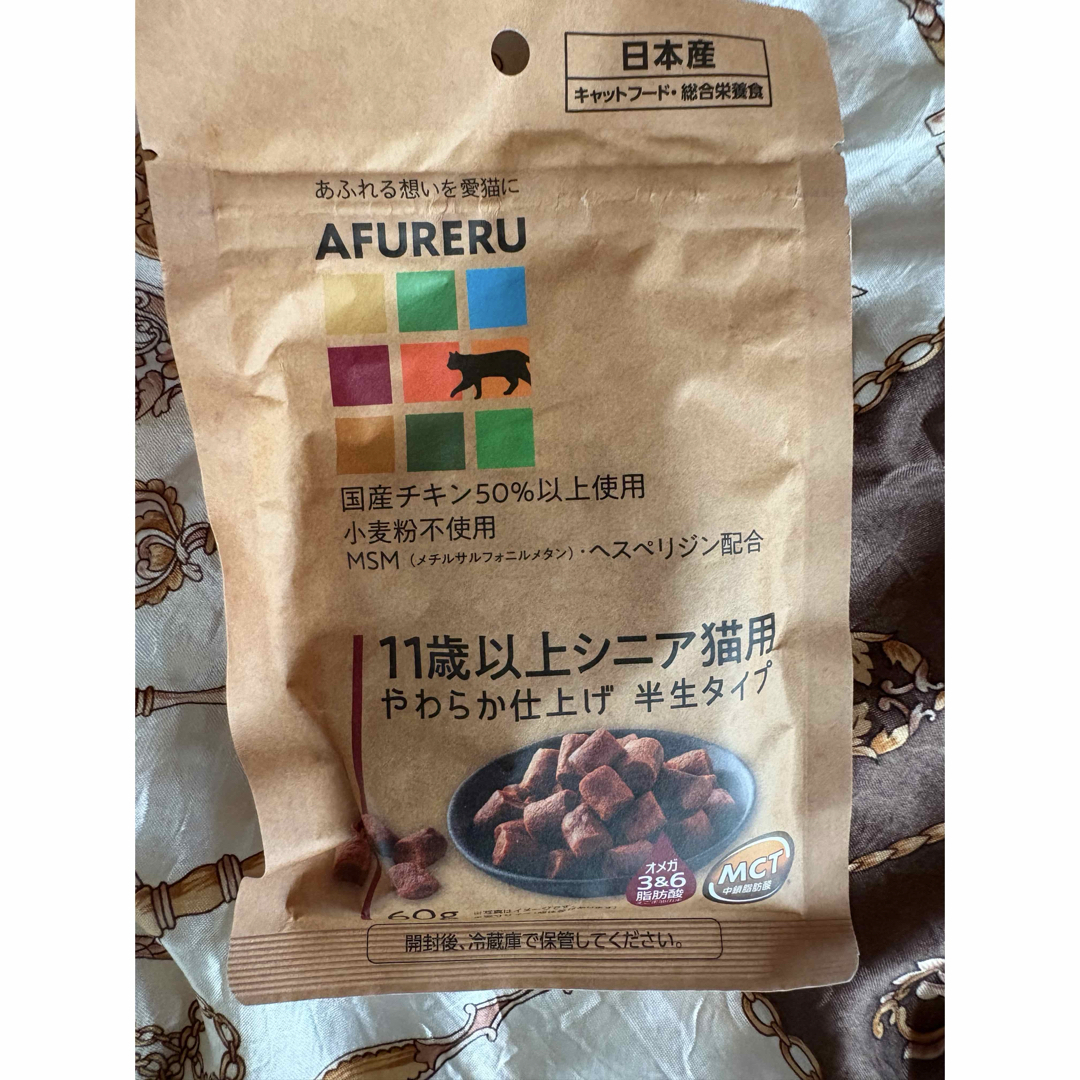 日本産
キャットフード・総合栄養食
あふれる想いを愛猫に
AFURERU
国産チキン50%以上使用
小麦粉不使用
MSM（メチルサルフォニルメタン）・ヘスペリジン配合
11歳以上シニア猫用
やわらか仕上げ 半生タイプ
オメガ
3&6
脂肪酸
MCT
中鎖脂肪酸
60g
開封後、冷蔵庫で保管してください。